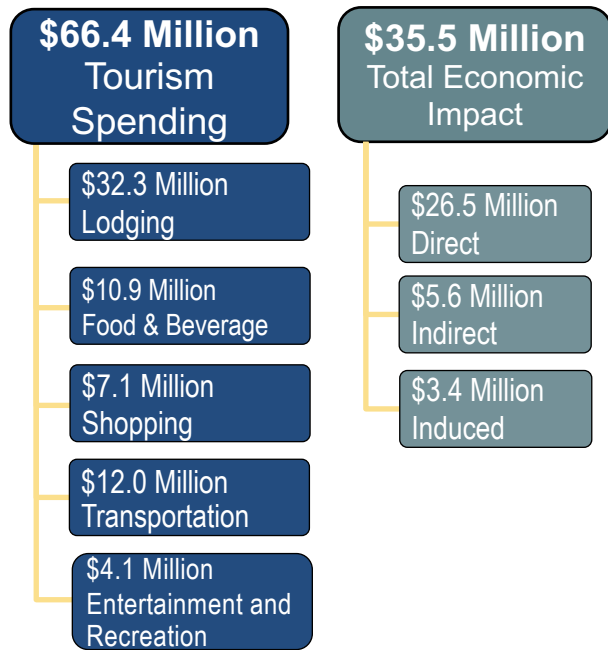 $66.4 Million
Tourism
Spending
$32.3 Million
Lodging
$10.9 Million
Food & Beverage
$7.1 Million
Shopping
$12.0 Million
Transportation
$4.1 Million
Entertainment and
Recreation
$35.5 Million
Total Economic
Impact
$26.5 Million
Direct
$5.6 Million
Indirect
$3.4 Million
Induced